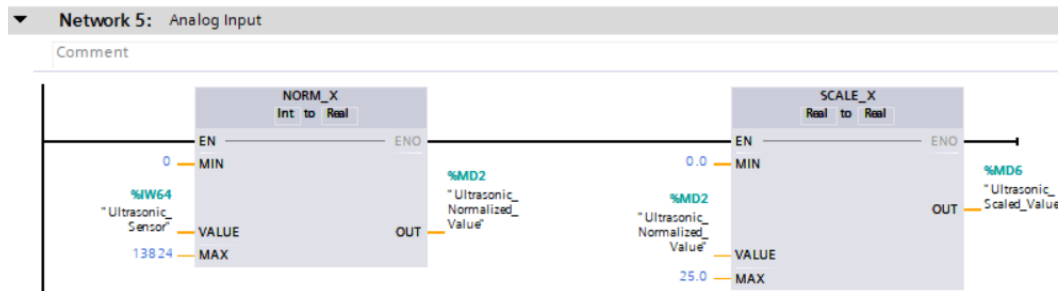 Network 5: Analog Input
Comment
NORM_X
Int to Real
EN
ENO
0
MIN
%IW64
"Ultrasonic_
Sensor"
VALUE
13824
MAX
%MD2
"Ultrasonic_
Normalized_
Value"
OUT
SCALE_X
Real to Real
EN
ENO
0.0
MIN
%MD2
"Ultrasonic_
Normalized_
Value"
VALUE
25.0
MAX
%MD6
"Ultrasonic_
Scaled_Value
OUT